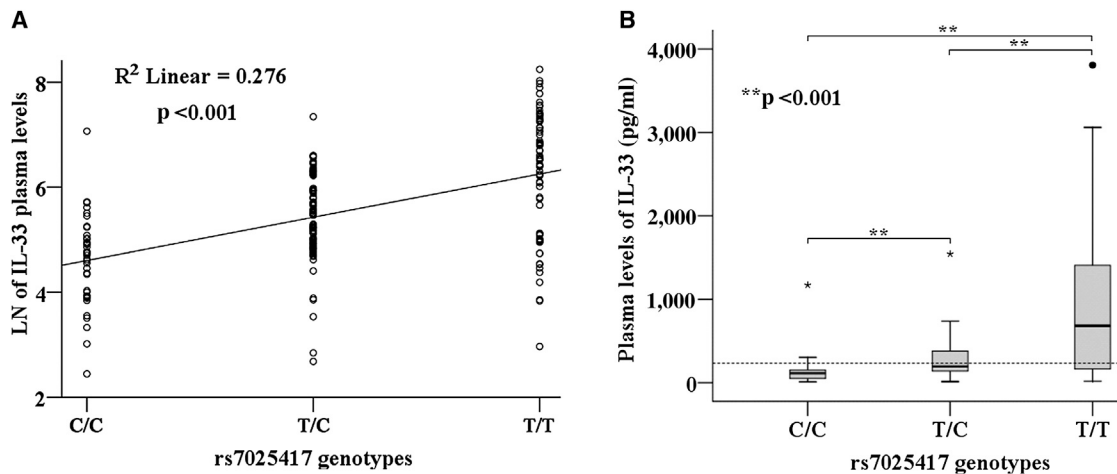 A
R² Linear = 0.276
p <0.001
LN of IL-33 plasma levels
8
6
4
2
C/C
T/C
T/T
rs7025417 genotypes
B
**
**
**p <0.001
**
*
*
Plasma levels of IL-33 (pg/ml)
4,000
3,000
2,000
1,000
0
C/C
T/C
T/T
rs7025417 genotypes